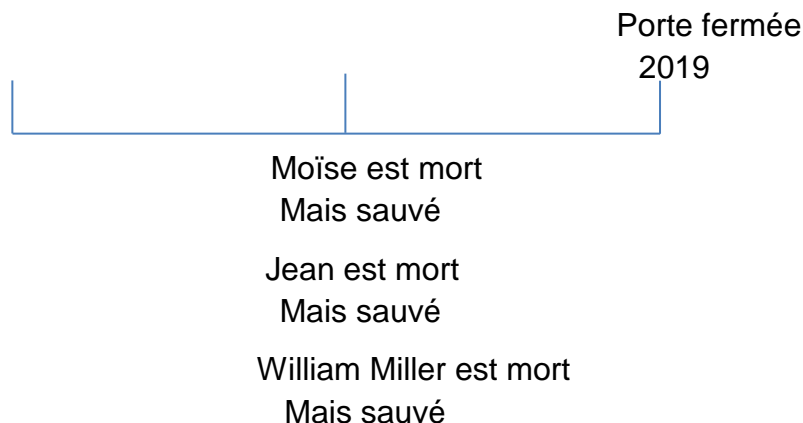 Porte fermée
2019
Moïse est mort
Mais sauvé
Jean est mort
Mais sauvé
William Miller est mort
Mais sauvé